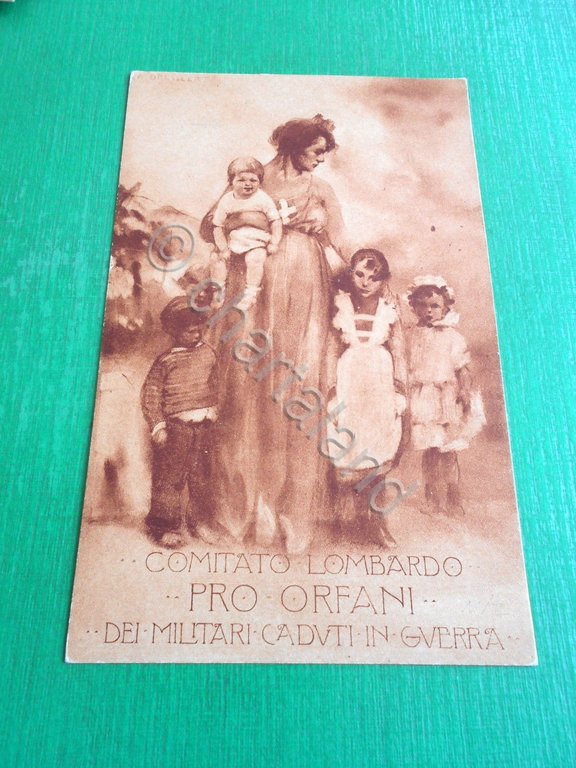 © chartaland
·· COMITATO LOMBARDO ··
·· PRO ORFANI ··
·· DEI · MILITARI · CADVTI · IN · GVERRA ··